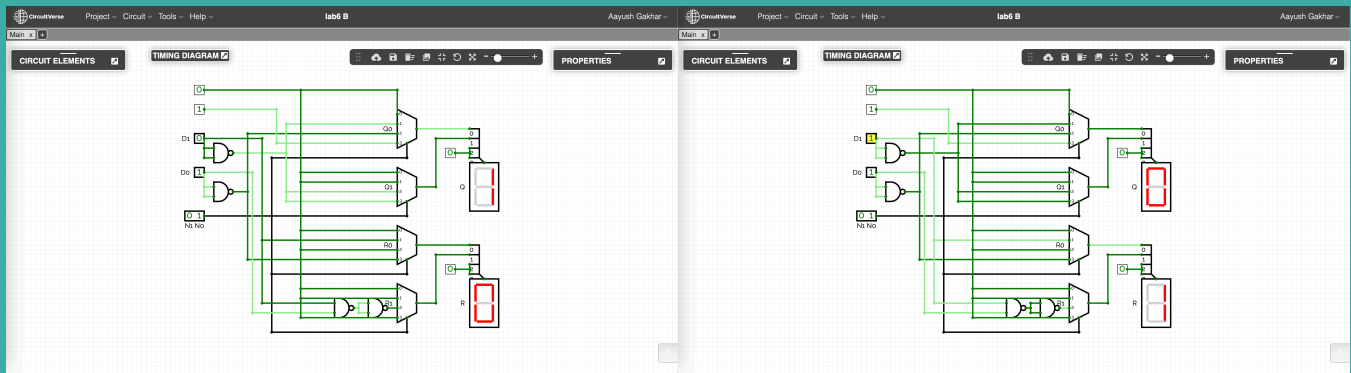 CircuitVerse Project Circuit Tools Help lab6 B Aayush Gakhar
Main x +
CIRCUIT ELEMENTS TIMING DIAGRAM PROPERTIES
0
1
D1 0
D0 1
0 1
N1 N0
Q0
Q1
R0
R1
0
1
2
0
Q
0
1
2
0
R
CircuitVerse Project Circuit Tools Help lab6 B Aayush Gakhar
Main x +
CIRCUIT ELEMENTS TIMING DIAGRAM PROPERTIES
0
1
D1 1
D0 1
0 1
N1 N0
Q0
Q1
R0
R1
0
1
2
0
Q
0
1
2
0
R